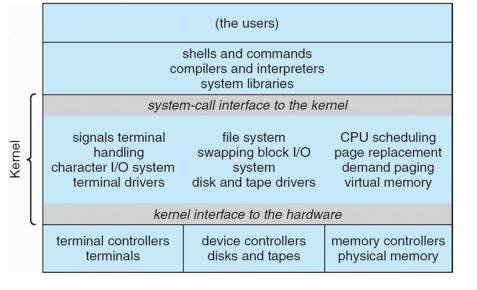 (the users)
shells and commands
compilers and interpreters
system libraries
system-call interface to the kernel
Kernel
signals terminal
handling
character I/O system
terminal drivers
file system
swapping block I/O
system
disk and tape drivers
CPU scheduling
page replacement
demand paging
virtual memory
kernel interface to the hardware
terminal controllers
terminals
device controllers
disks and tapes
memory controllers
physical memory